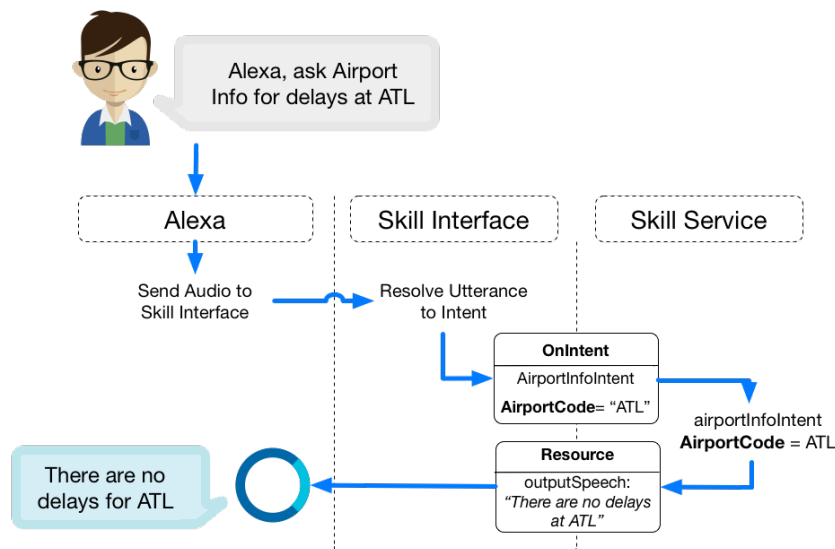 Alexa, ask Airport
Info for delays at ATL
Alexa
Skill Interface
Skill Service
Send Audio to
Skill Interface
Resolve Utterance
to Intent
OnIntent
AirportInfoIntent
AirportCode= “ATL”
airportInfoIntent
AirportCode = ATL
Resource
outputSpeech:
“There are no delays
at ATL”
There are no
delays for ATL